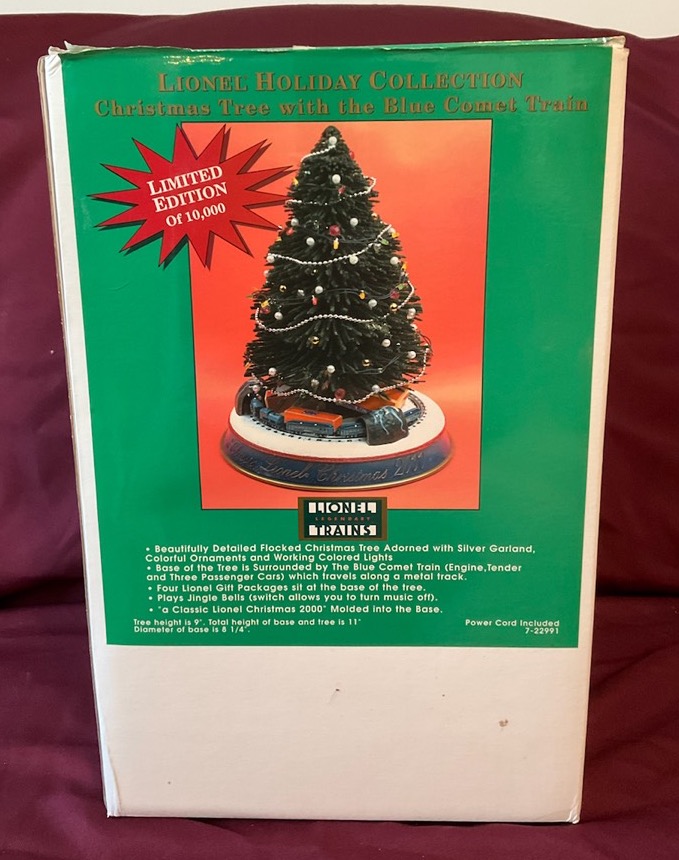 LIONEL HOLIDAY COLLECTION
Christmas Tree with the Blue Comet Train
LIMITED
EDITION
Of 10,000
Lionel Christmas 2000
LIONEL
LEGENDARY
TRAINS
• Beautifully Detailed Flocked Christmas Tree Adorned with Silver Garland,
Colorful Ornaments and Working Colored Lights
• Base of the Tree is Surrounded by The Blue Comet Train (Engine,Tender
and Three Passenger Cars) which travels along a metal track.
• Four Lionel Gift Packages sit at the base of the tree.
• Plays Jingle Bells (switch allows you to turn music off).
• "a Classic Lionel Christmas 2000" Molded into the Base.
Tree height is 9". Total height of base and tree is 11"
Diameter of base is 8 1/4".
Power Cord Included
7-22991